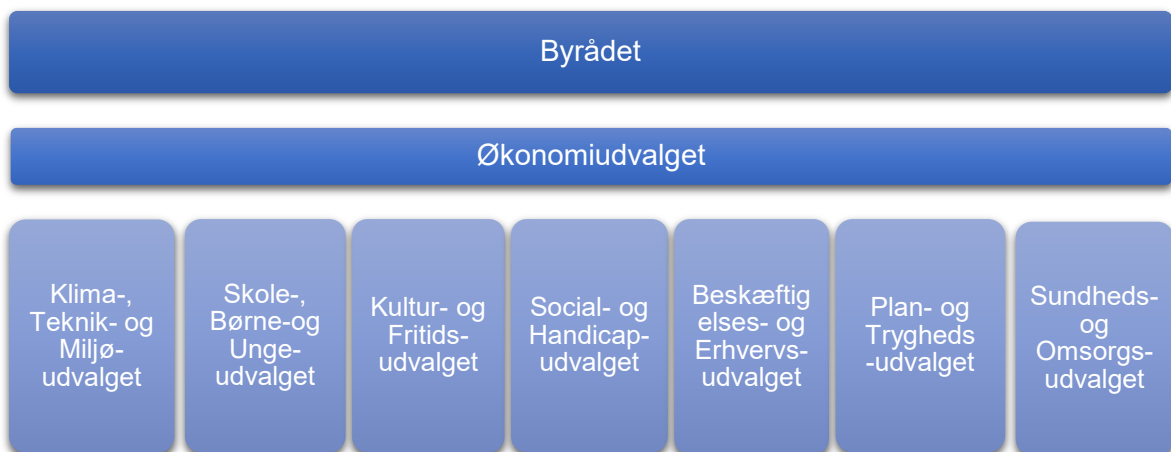 Byrådet
Økonomiudvalget
Klima-,
Teknik- og
Miljø-
udvalget
Skole-,
Børne-og
Unge-
udvalget
Kultur- og
Fritids-
udvalget
Social- og
Handicap-
udvalget
Beskæftig
elses- og
Erhvervs-
udvalget
Plan- og
Trygheds
-udvalget
Sundheds-
og
Omsorgs-
udvalget